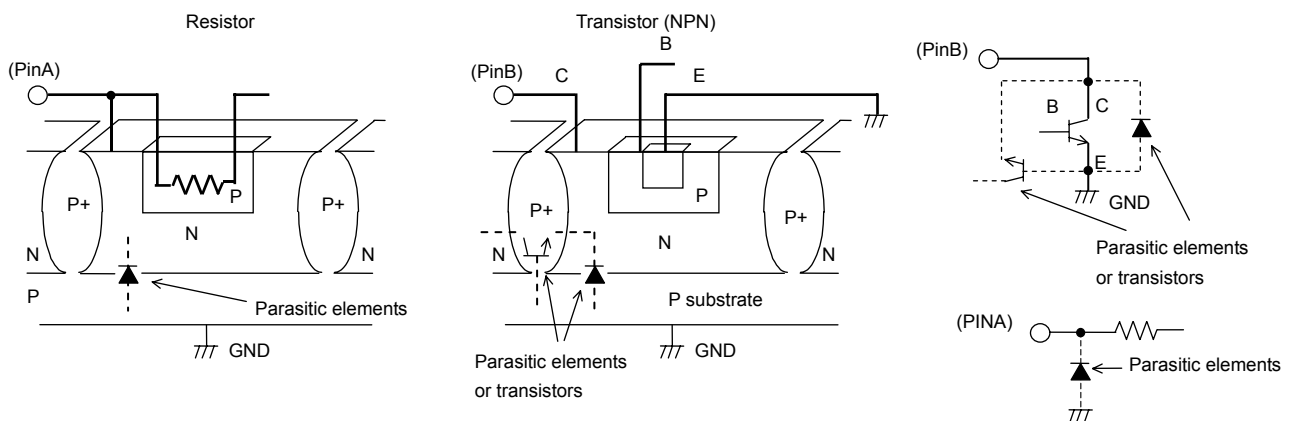 Resistor
(PinA)
P
P+
P+
N
N
N
P
Parasitic elements
GND
Transistor (NPN)
B
(PinB)
C
E
P
P+
P+
N
N
N
P substrate
Parasitic elements
or transistors
GND
(PinB)
B
C
E
GND
Parasitic elements
or transistors
(PINA)
Parasitic elements